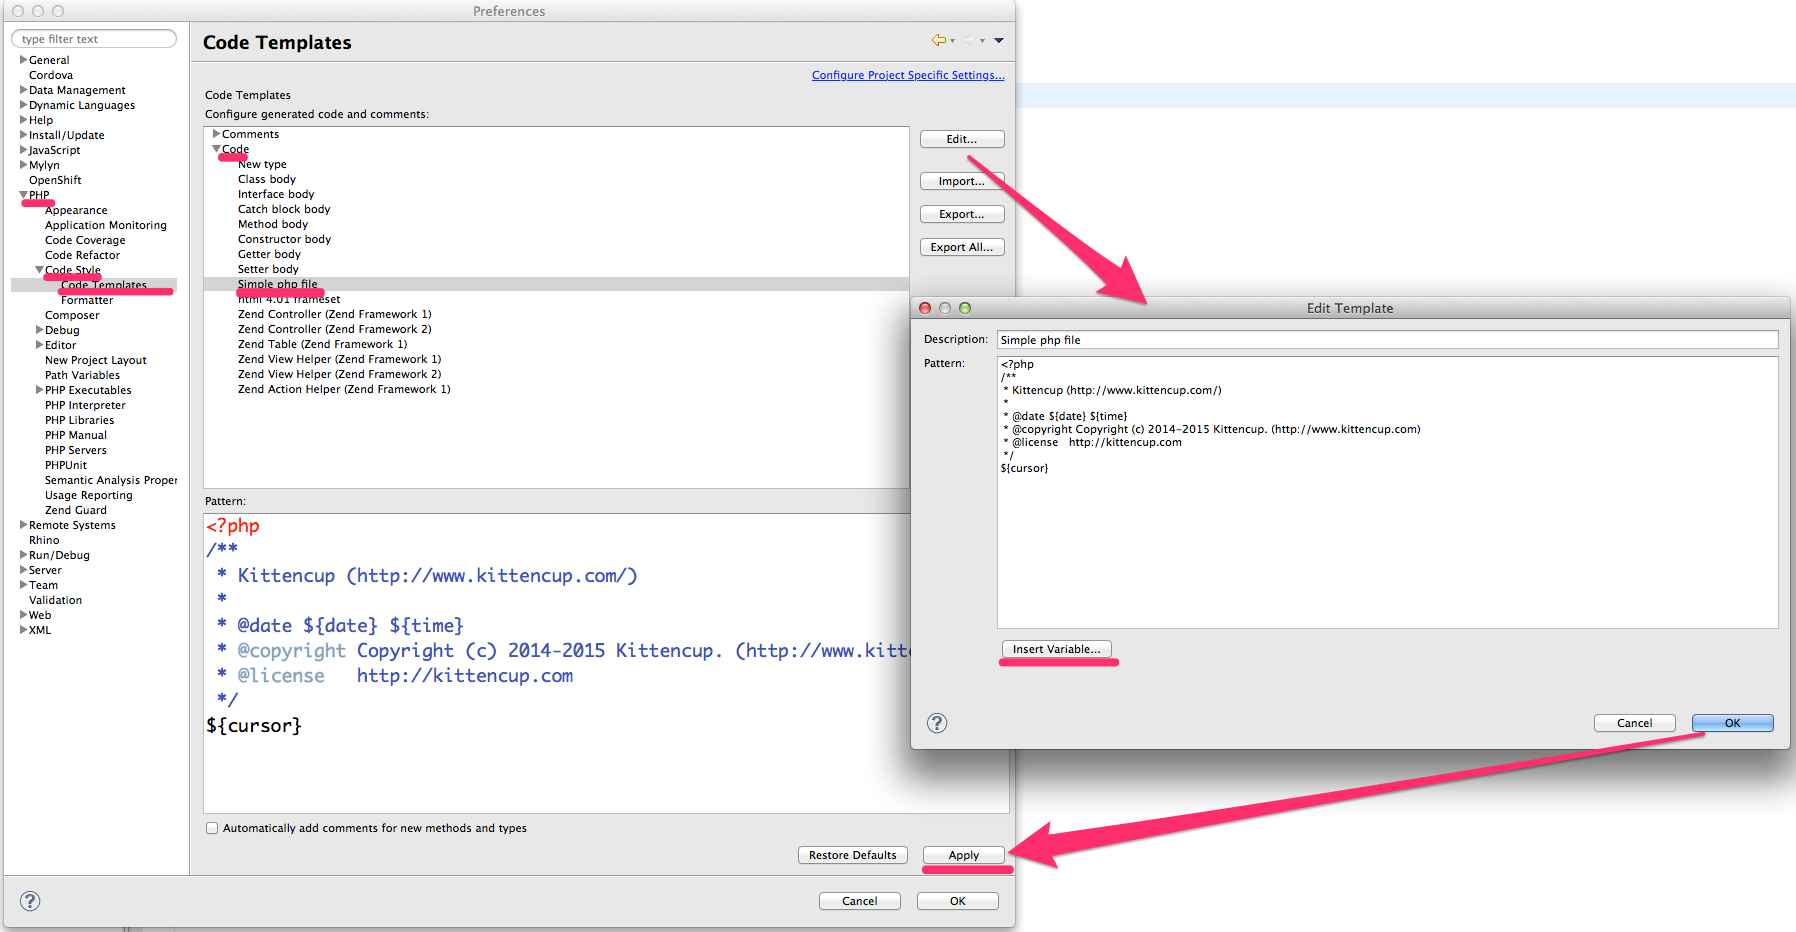 Preferences
type filter text
General
Cordova
Data Management
Dynamic Languages
Help
Install/Update
JavaScript
Mylyn
OpenShift
PHP
Appearance
Application Monitoring
Code Coverage
Code Refactor
Code Style
Code Templates
Formatter
Composer
Debug
Editor
New Project Layout
Path Variables
PHP Executables
PHP Interpreter
PHP Libraries
PHP Manual
PHP Servers
PHPUnit
Semantic Analysis Proper
Usage Reporting
Zend Guard
Remote Systems
Rhino
Run/Debug
Server
Team
Validation
Web
XML
Code Templates
Configure Project Specific Settings...
Code Templates
Configure generated code and comments:
Comments
Code
New type
Class body
Interface body
Catch block body
Method body
Constructor body
Getter body
Setter body
Simple php file
html 4.01 frameset
Zend Controller (Zend Framework 1)
Zend Controller (Zend Framework 2)
Zend Table (Zend Framework 1)
Zend View Helper (Zend Framework 1)
Zend View Helper (Zend Framework 2)
Zend Action Helper (Zend Framework 1)
Edit...
Import...
Export...
Export All...
Pattern:
<?php
/**
 * Kittencup (http://www.kittencup.com/)
 *
 * @date ${date} ${time}
 * @copyright Copyright (c) 2014-2015 Kittencup. (http://www.kitt
 * @license   http://kittencup.com
 */
${cursor}
Automatically add comments for new methods and types
Restore Defaults
Apply
Cancel
OK
Edit Template
Description: Simple php file
Pattern:
<?php
/**
 * Kittencup (http://www.kittencup.com/)
 *
 * @date ${date} ${time}
 * @copyright Copyright (c) 2014-2015 Kittencup. (http://www.kittencup.com)
 * @license   http://kittencup.com
 */
${cursor}
Insert Variable...
Cancel
OK